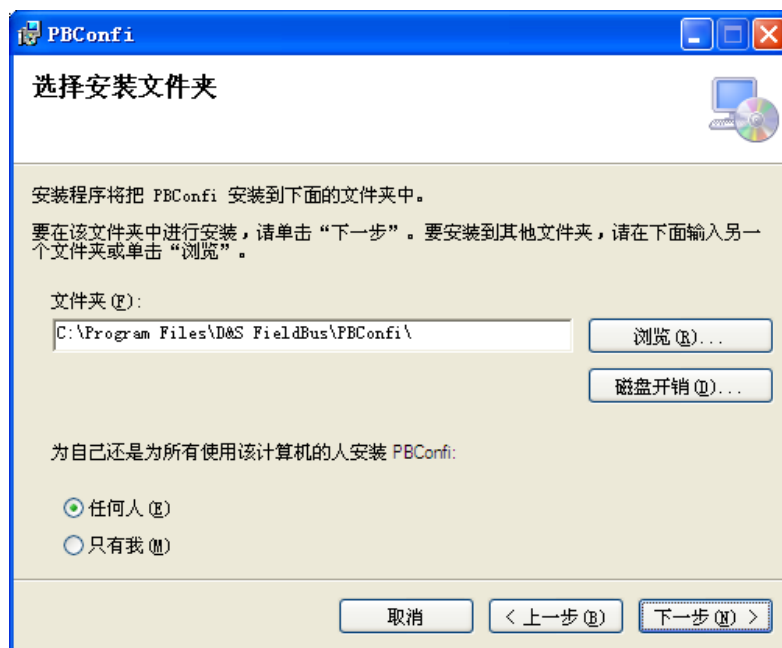 PBConfi
选择安装文件夹
安装程序将把 PBConfi 安装到下面的文件夹中。
要在该文件夹中进行安装，请单击“下一步”。要安装到其他文件夹，请在下面输入另一
个文件夹或单击“浏览”。
文件夹(F):
C:\Program Files\D&S FieldBus\PBConfi\
浏览(R)...
磁盘开销(D)...
为自己还是为所有使用该计算机的人安装 PBConfi:
任何人(E)
只有我(M)
取消
< 上一步(B)
下一步(N) >